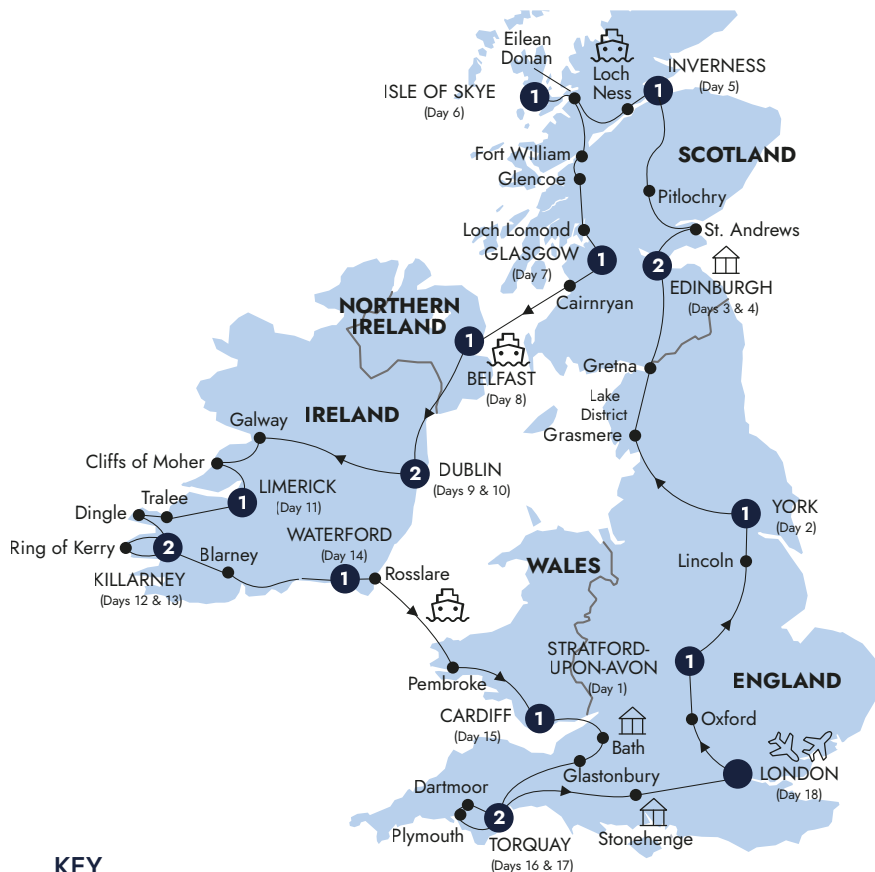 Eilean
Donan
Loch
Ness
INVERNESS
(Day 5)
1
ISLE OF SKYE
(Day 6)
1
SCOTLAND
Fort William
Glencoe
Pitlochry
Loch Lomond
St. Andrews
GLASGOW
(Day 7)
1
2
EDINBURGH
(Days 3 & 4)
Cairnryan
NORTHERN
IRELAND
1
BELFAST
(Day 8)
Gretna
Lake
District
Grasmere
IRELAND
Galway
Cliffs of Moher
2
DUBLIN
(Days 9 & 10)
LIMERICK
(Day 11)
1
Tralee
Dingle
Ring of Kerry
2
KILLARNEY
(Days 12 & 13)
Blarney
WATERFORD
(Day 14)
1
Rosslare
YORK
(Day 2)
1
Lincoln
WALES
STRATFORD-
UPON-AVON
(Day 1)
1
ENGLAND
Pembroke
CARDIFF
(Day 15)
1
Oxford
Bath
Glastonbury
LONDON
(Day 18)
Dartmoor
Plymouth
2
TORQUAY
(Days 16 & 17)
Stonehenge
KEY